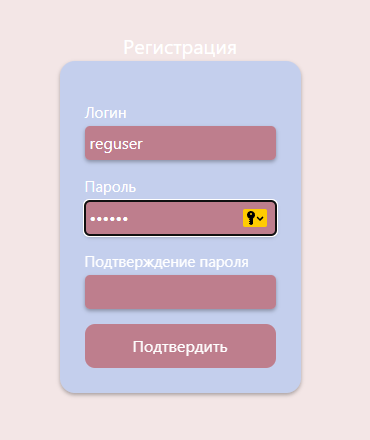 Регистрация
Логин
reguser
Пароль
••••••
Подтверждение пароля
Подтвердить